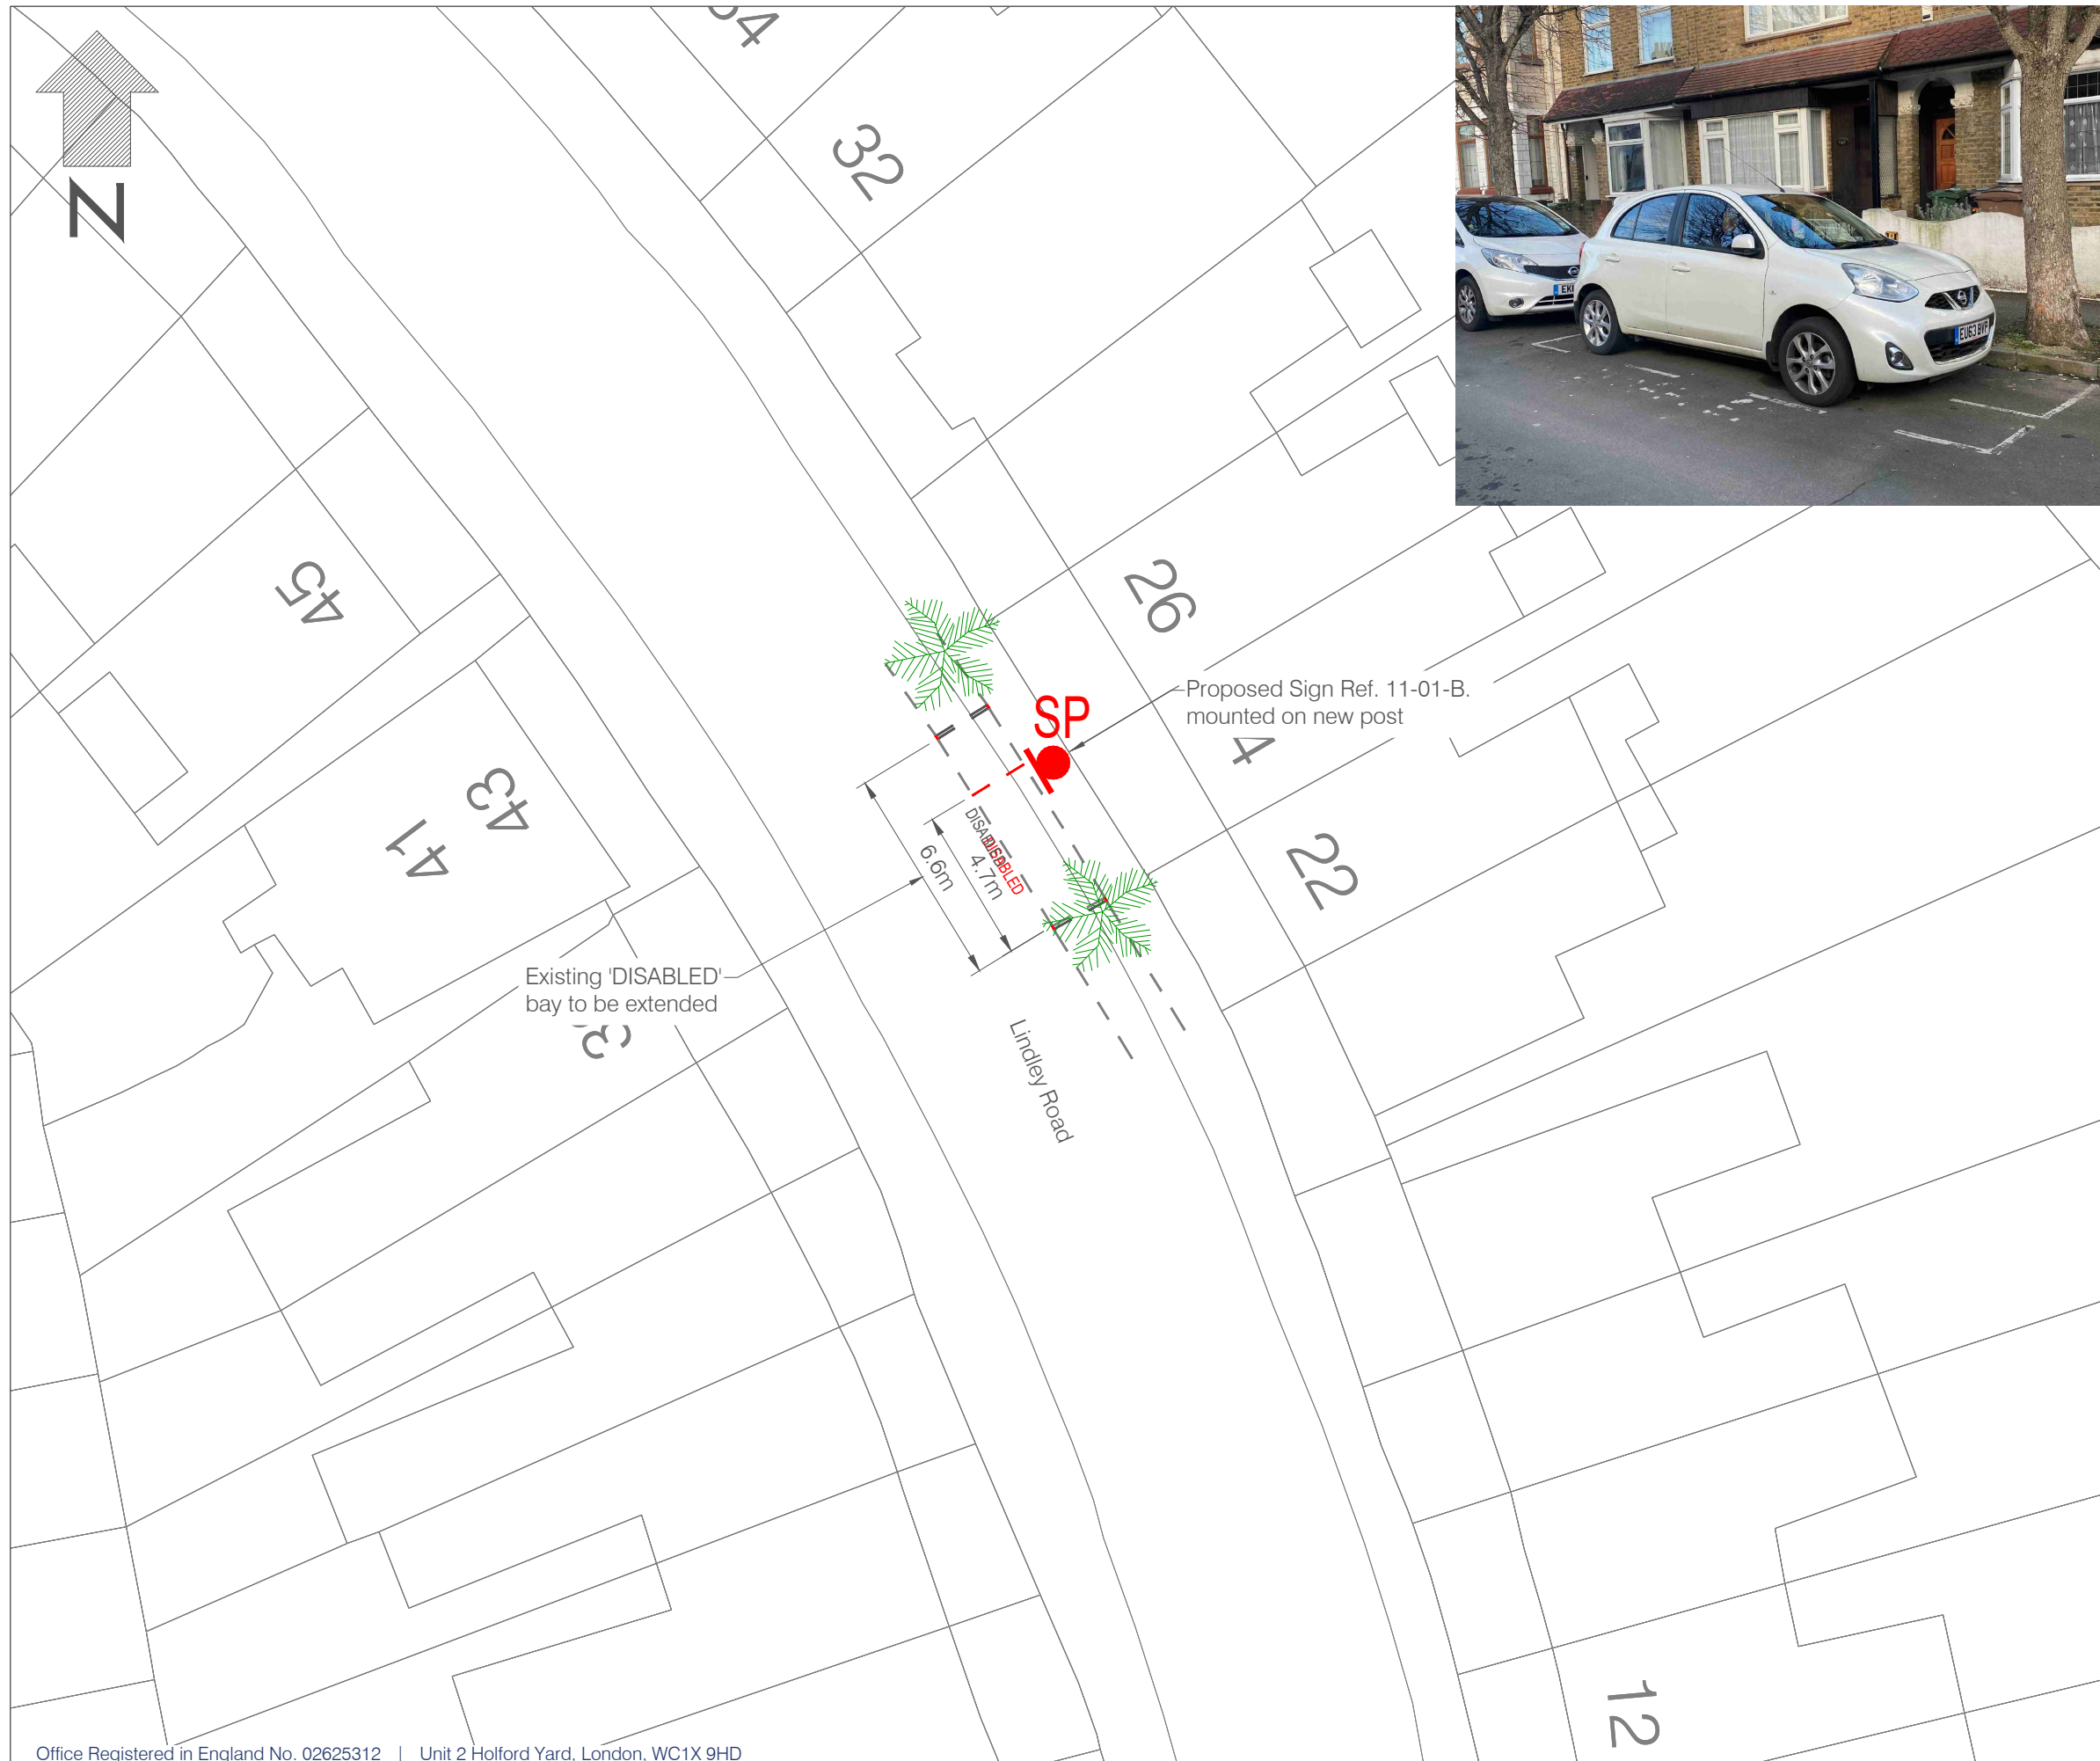 N
32
EU63 BVP
45
26
Proposed Sign Ref. 11-01-B.
mounted on new post
SP
4
43
41
DISABLED
DISABLED
6.6m
4.7m
22
Existing 'DISABLED'
bay to be extended
Lindley Road
12
Office Registered in England No. 02625312 | Unit 2 Holford Yard, London, WC1X 9HD